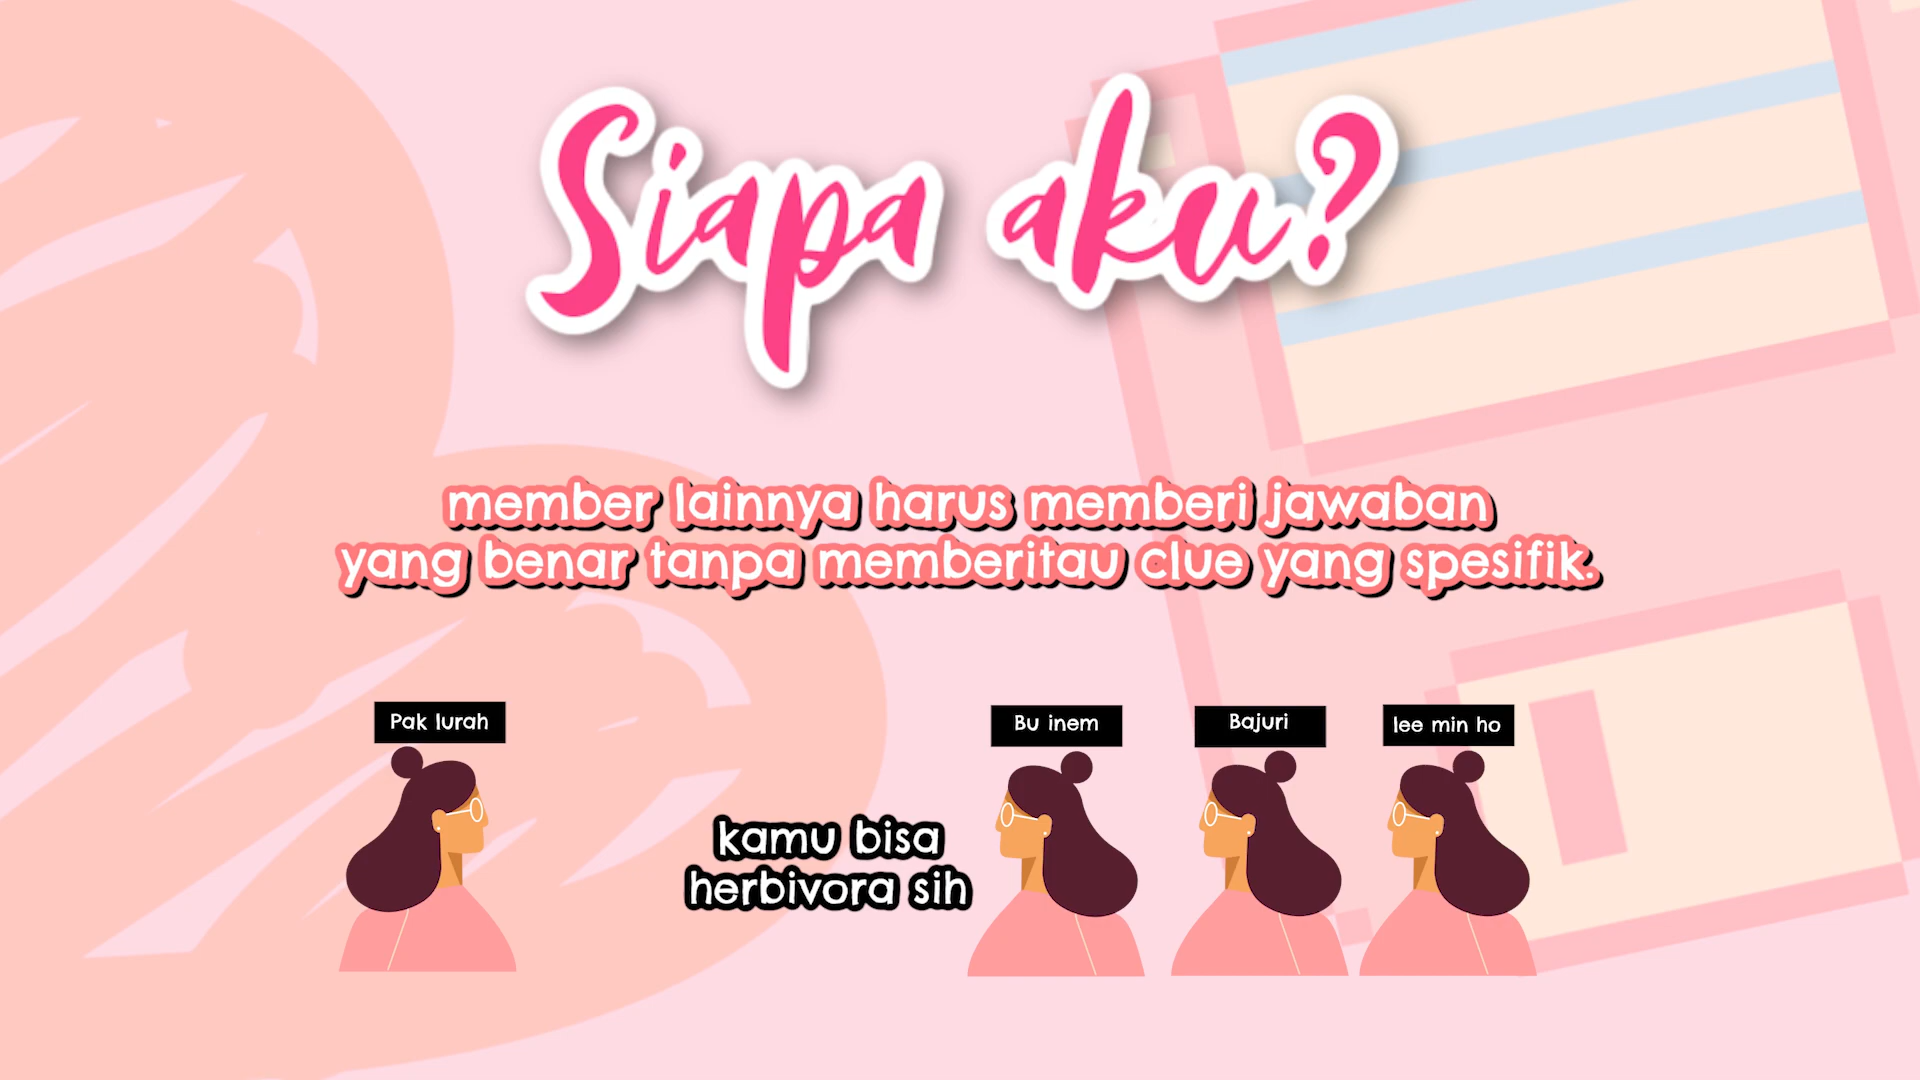 Siapa aku?
member lainnya harus memberi jawaban
yang benar tanpa memberitau clue yang spesifik.
Pak lurah
Bu inem
Bajuri
lee min ho
kamu bisa
herbivora sih